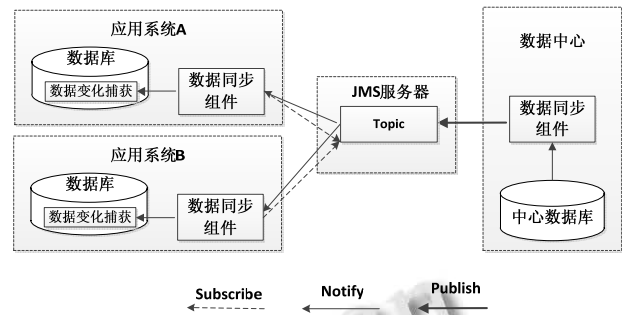 应用系统A
数据库
数据变化捕获
数据同步
组件
应用系统B
数据库
数据变化捕获
数据同步
组件
JMS服务器
Topic
数据中心
数据同步
组件
中心数据库
Subscribe
Notify
Publish